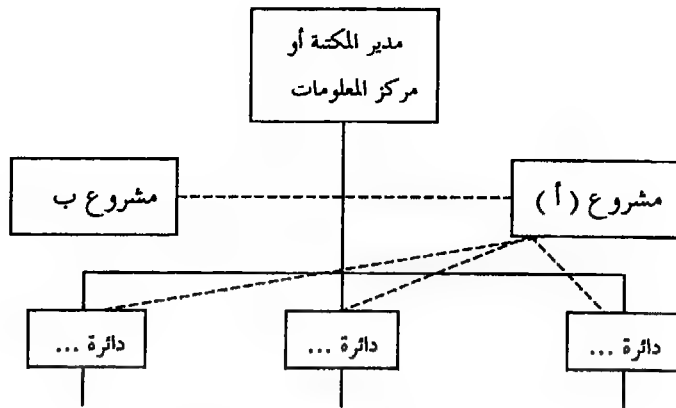 مدير المكتبة أو
مركز المعلومات
مشروع (أ)
مشروع ب
دائرة ...
دائرة ...
دائرة ...